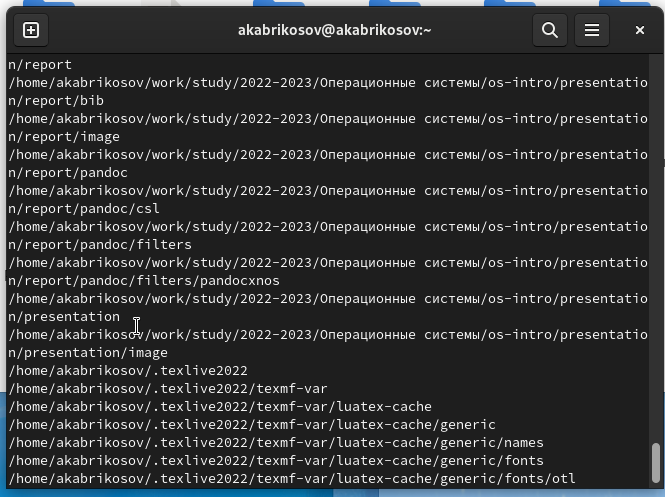 akabrikosov@akabrikosov:~
n/report
/home/akabrikosov/work/study/2022-2023/Операционные системы/os-intro/presentatio
n/report/bib
/home/akabrikosov/work/study/2022-2023/Операционные системы/os-intro/presentatio
n/report/image
/home/akabrikosov/work/study/2022-2023/Операционные системы/os-intro/presentatio
n/report/pandoc
/home/akabrikosov/work/study/2022-2023/Операционные системы/os-intro/presentatio
n/report/pandoc/csl
/home/akabrikosov/work/study/2022-2023/Операционные системы/os-intro/presentatio
n/report/pandoc/filters
/home/akabrikosov/work/study/2022-2023/Операционные системы/os-intro/presentatio
n/report/pandoc/filters/pandocxnos
/home/akabrikosov/work/study/2022-2023/Операционные системы/os-intro/presentatio
n/presentation
/home/akabrikosov/work/study/2022-2023/Операционные системы/os-intro/presentatio
n/presentation/image
/home/akabrikosov/.texlive2022
/home/akabrikosov/.texlive2022/texmf-var
/home/akabrikosov/.texlive2022/texmf-var/luatex-cache
/home/akabrikosov/.texlive2022/texmf-var/luatex-cache/generic
/home/akabrikosov/.texlive2022/texmf-var/luatex-cache/generic/names
/home/akabrikosov/.texlive2022/texmf-var/luatex-cache/generic/fonts
/home/akabrikosov/.texlive2022/texmf-var/luatex-cache/generic/fonts/otl